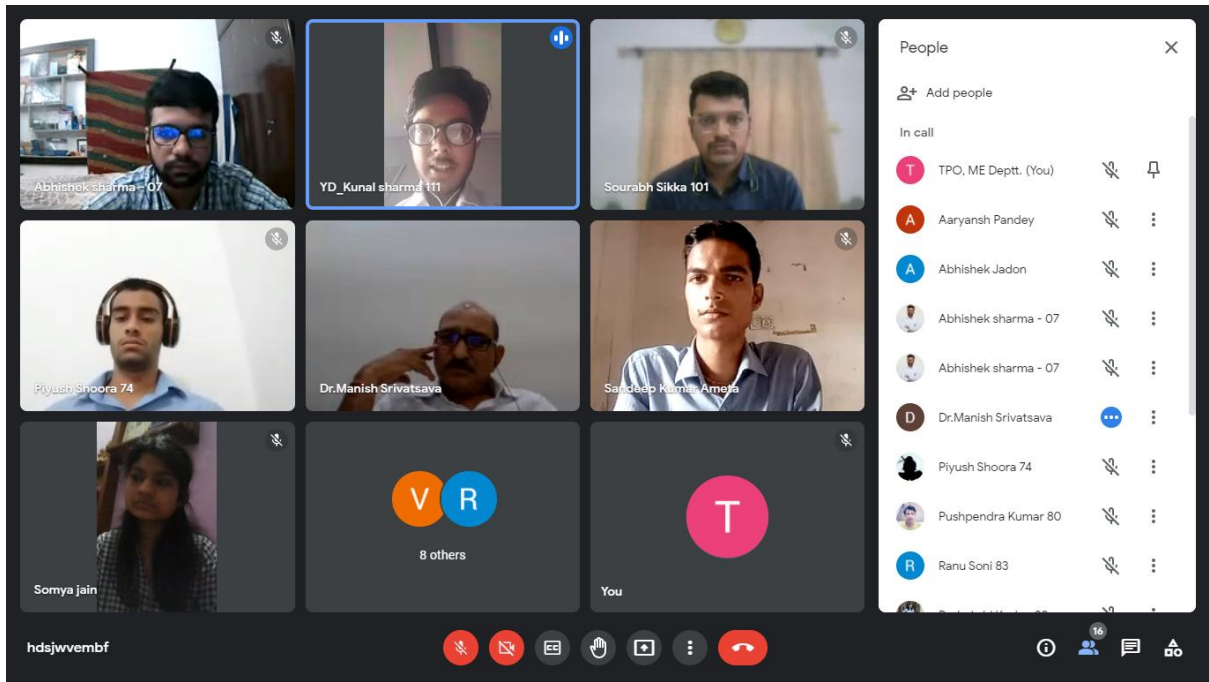 Abhishek sharma - 07
YD_Kunal sharma 111
Sourabh Sikka 101
Piyush Shoora 74
Dr.Manish Srivatsava
Sandeep Kumar Ameta
Somya jain
V R
8 others
T
You
People
Add people
In call
T TPO, ME Deptt. (You)
A Aaryansh Pandey
A Abhishek Jadon
Abhishek sharma - 07
Abhishek sharma - 07
D Dr.Manish Srivatsava
Piyush Shoora 74
Pushpendra Kumar 80
R Ranu Soni 83
hdsjwvembf
CC
16